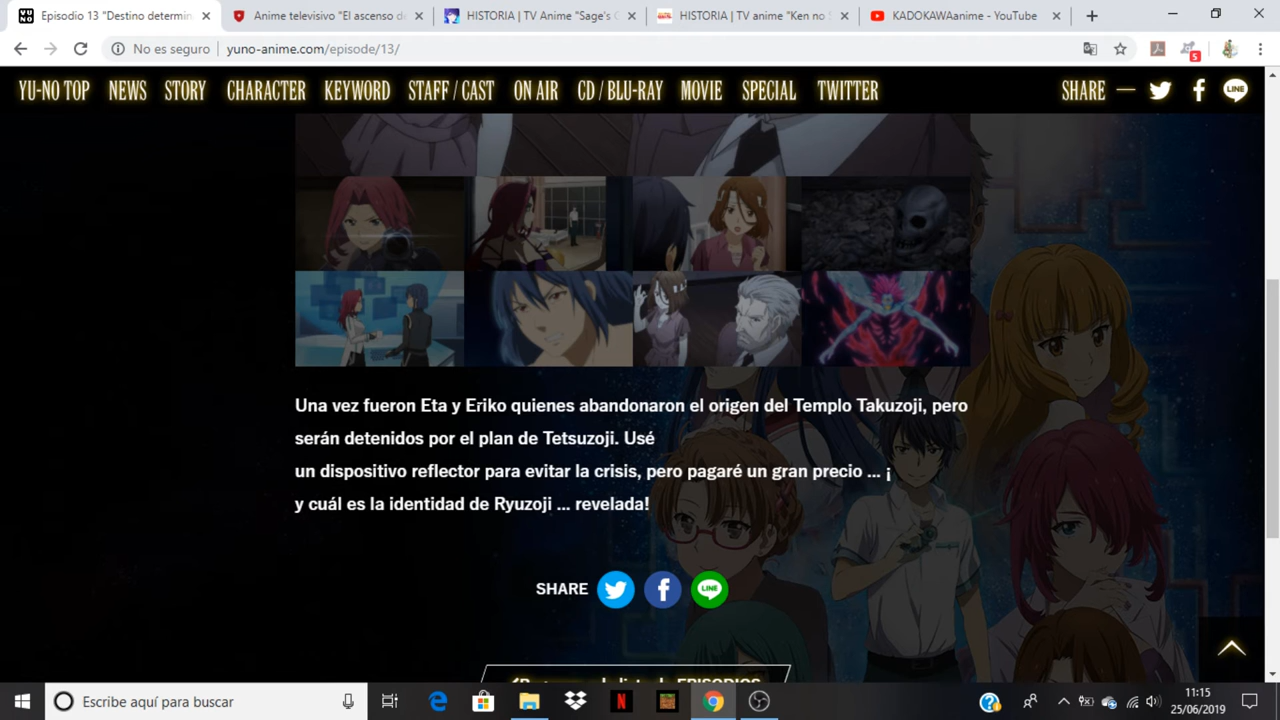 Episodio 13 "Destino determin
Anime televisivo "El ascenso de
HISTORIA | TV Anime "Sage's G
HISTORIA | TV anime "Ken no S
KADOKAWAanime - YouTube
No es seguro
yuno-anime.com/episode/13/
5
YU-NO TOP NEWS STORY CHARACTER KEYWORD STAFF / CAST ON AIR CD / BLU-RAY MOVIE SPECIAL TWITTER SHARE LINE
Una vez fueron Eta y Eriko quienes abandonaron el origen del Templo Takuzoji, pero
serán detenidos por el plan de Tetsuzoji. Usé
un dispositivo reflector para evitar la crisis, pero pagaré un gran precio ... ¡
y cuál es la identidad de Ryuzoji ... revelada!
SHARE LINE
Escribe aquí para buscar
11:15
25/06/2019